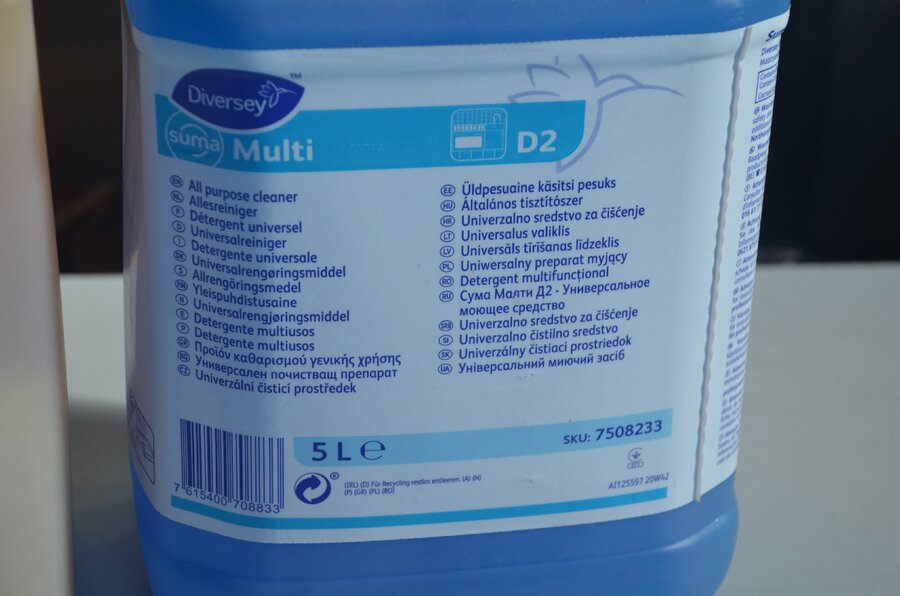 Diversey™
suma Multi
D2
EN All purpose cleaner
NL Allesreiniger
F Détergent universel
D Universalreiniger
I Detergente universale
DK Universalrengøringsmiddel
S Allrengöringsmedel
FIN Yleispuhdistusaine
N Universalrengjøringsmiddel
E Detergente multiusos
P Detergente multiusos
GR Προϊόν καθαρισμού γενικής χρήσης
BG Универсален почистващ препарат
CZ Univerzální čisticí prostředek
EE Üldpesuaine käsitsi pesuks
HU Általános tisztítószer
HR Univerzalno sredstvo za čišćenje
LT Universalus valiklis
LV Universāls tīrīšanas līdzeklis
PL Uniwersalny preparat myjący
RO Detergent multifuncțional
RU Сума Малти Д2 - Универсальное
моющее средство
SRB Univerzalno sredstvo za čišćenje
SI Univerzalno čistilno sredstvo
SK Univerzálny čistiaci prostriedok
UA Універсальний миючий засіб
5 L ℮
SKU: 7508233
7 615400 708833
(IRL) (D) Für Recycling restlos entleeren. (A) (N)
(P) (GR) (PL) (RO)
AI125597 20W42